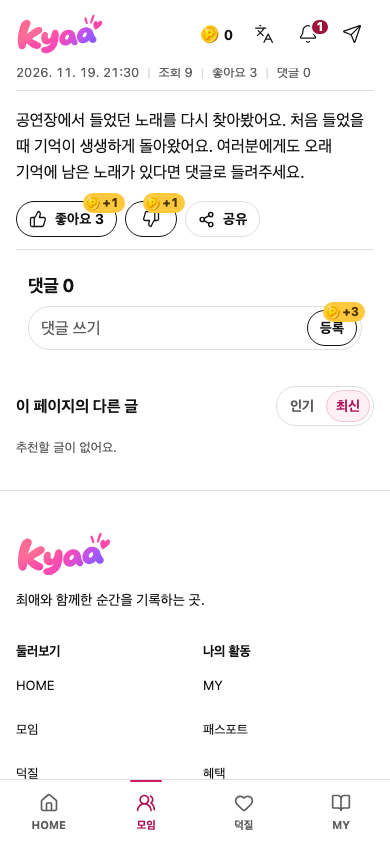 kyaa
0
1
2026. 11. 19. 21:30 | 조회 9 | 좋아요 3 | 댓글 0
공연장에서 들었던 노래를 다시 찾아봤어요. 처음 들었을
때 기억이 생생하게 돌아왔어요. 여러분에게도 오래
기억에 남은 노래가 있다면 댓글로 들려주세요.
+1
+1
좋아요 3
공유
댓글 0
+3
댓글 쓰기
등록
이 페이지의 다른 글
인기
최신
추천할 글이 없어요.
kyaa
최애와 함께한 순간을 기록하는 곳.
둘러보기
나의 활동
HOME
MY
모임
패스포트
덕질
혜택
HOME
모임
덕질
MY